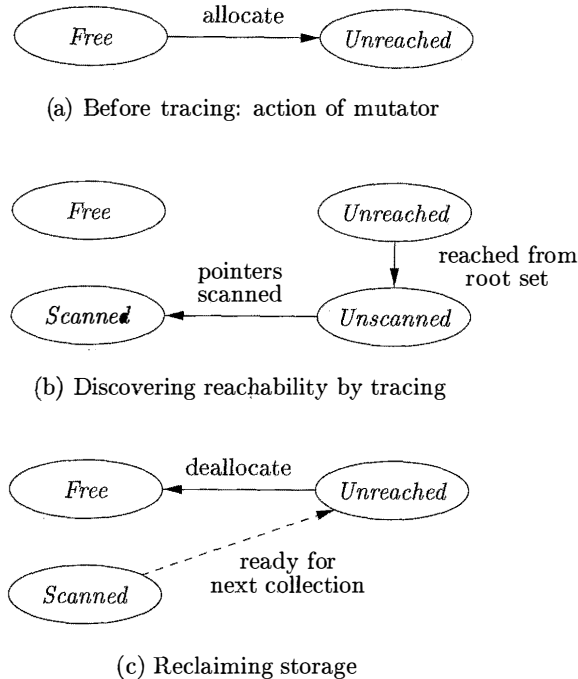 allocate
Free
Unreached
(a) Before tracing: action of mutator
Free
Unreached
reached from
root set
pointers
scanned
Scanned
Unscanned
(b) Discovering reachability by tracing
deallocate
Free
Unreached
ready for
next collection
Scanned
(c) Reclaiming storage